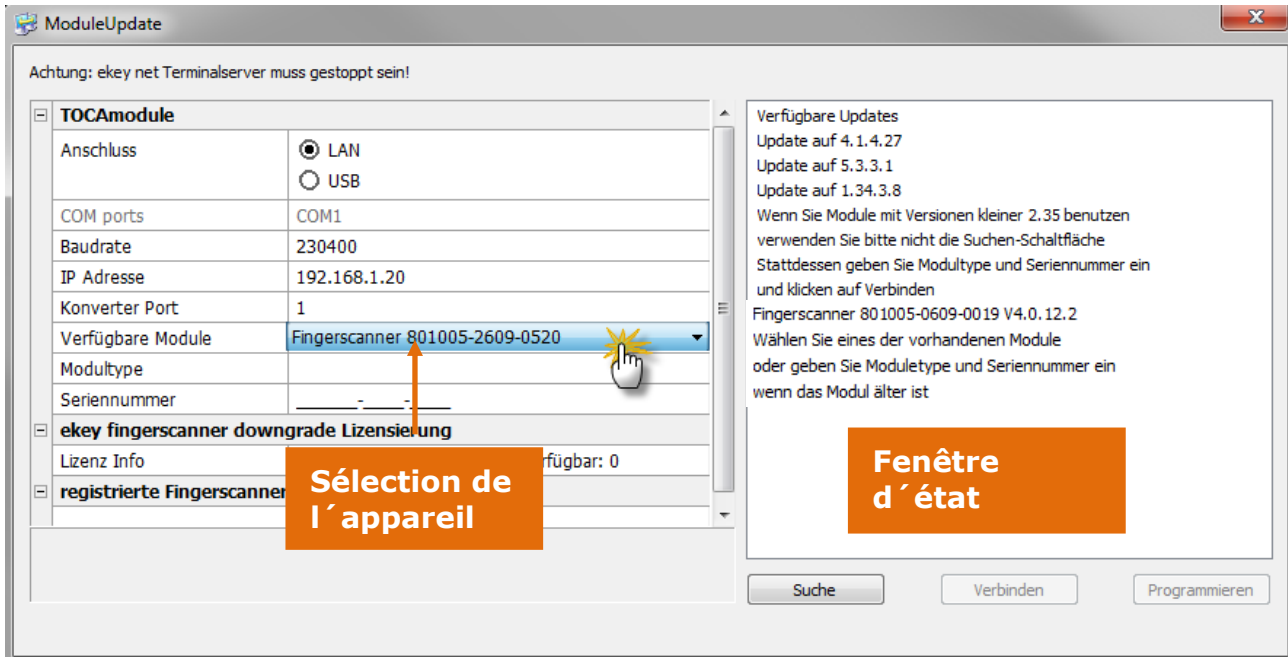 ModuleUpdate
Achtung: ekey net Terminalserver muss gestoppt sein!
TOCAmodule
Anschluss
LAN
USB
COM ports COM1
Baudrate 230400
IP Adresse 192.168.1.20
Konverter Port 1
Verfügbare Module Fingerscanner 801005-2609-0520
Modultype
Seriennummer ______-____-____
ekey fingerscanner downgrade Lizensierung
Lizenz Info fügbar: 0
registrierte Fingerscanner
Sélection de
l´appareil
Verfügbare Updates
Update auf 4.1.4.27
Update auf 5.3.3.1
Update auf 1.34.3.8
Wenn Sie Module mit Versionen kleiner 2.35 benutzen
verwenden Sie bitte nicht die Suchen-Schaltfläche
Stattdessen geben Sie Modultype und Seriennummer ein
und klicken auf Verbinden
Fingerscanner 801005-0609-0019 V4.0.12.2
Wählen Sie eines der vorhandenen Module
oder geben Sie Moduletype und Seriennummer ein
wenn das Modul älter ist
Fenêtre
d´état
Suche Verbinden Programmieren